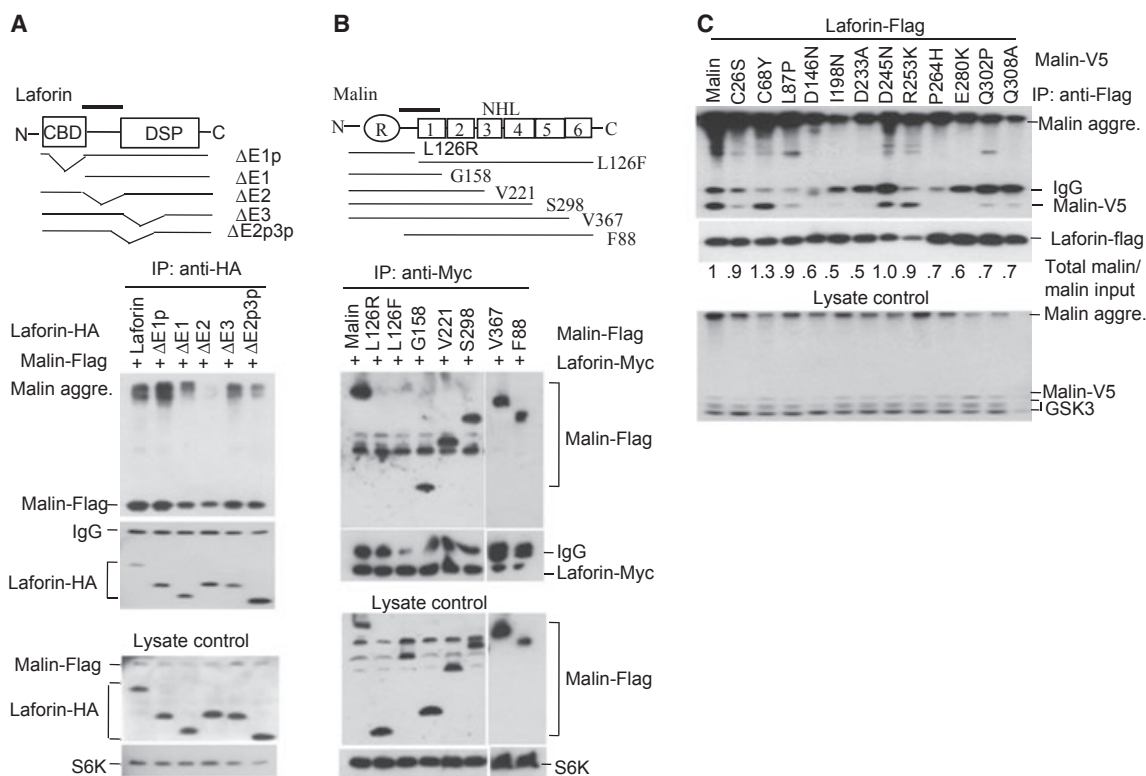 A
Laforin
N
CBD
DSP
C
ΔE1p
ΔE1
ΔE2
ΔE3
ΔE2p3p
IP: anti-HA
Laforin-HA
Laforin
ΔE1p
ΔE1
ΔE2
ΔE3
ΔE2p3p
Malin-Flag
+ + + + + +
Malin aggre.
Malin-Flag
IgG
Laforin-HA
Lysate control
Malin-Flag
Laforin-HA
S6K
B
Malin
NHL
N
R
1 2 3 4 5 6
C
L126R
L126F
G158
V221
S298
V367
F88
IP: anti-Myc
Malin
L126R
L126F
G158
V221
S298
V367
F88
Malin-Flag
+ + + + + + + +
Laforin-Myc
Malin-Flag
IgG
Laforin-Myc
Lysate control
Malin-Flag
S6K
C
Laforin-Flag
Malin
C26S
C68Y
L87P
D146N
I198N
D233A
D245N
R253K
P264H
E280K
Q302P
Q308A
Malin-V5
IP: anti-Flag
Malin aggre.
IgG
Malin-V5
Laforin-flag
1 .9 1.3 .9 .6 .5 .5 1.0 .9 .7 .6 .7 .7
Total malin/
malin input
Lysate control
Malin aggre.
Malin-V5
GSK3